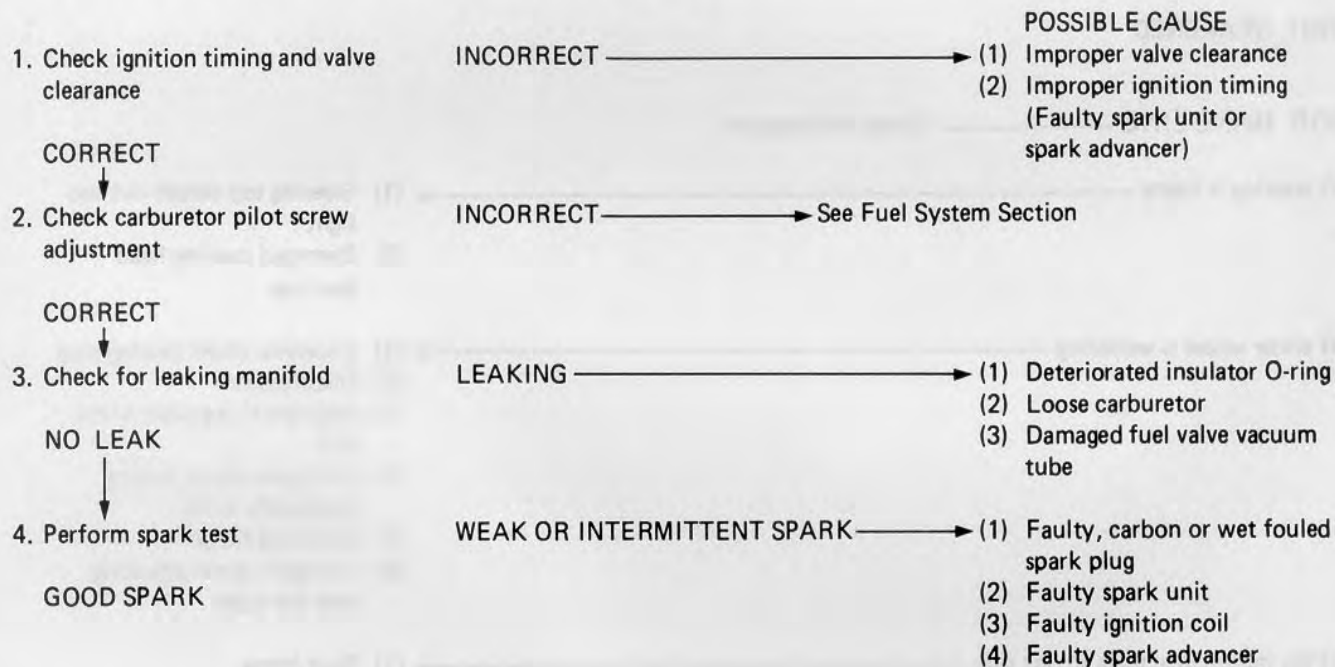 POSSIBLE CAUSE
1. Check ignition timing and valve
clearance
INCORRECT
(1) Improper valve clearance
(2) Improper ignition timing
(Faulty spark unit or
spark advancer)
CORRECT
2. Check carburetor pilot screw
adjustment
INCORRECT
See Fuel System Section
CORRECT
3. Check for leaking manifold
LEAKING
(1) Deteriorated insulator O-ring
(2) Loose carburetor
(3) Damaged fuel valve vacuum
tube
NO LEAK
4. Perform spark test
WEAK OR INTERMITTENT SPARK
(1) Faulty, carbon or wet fouled
spark plug
(2) Faulty spark unit
(3) Faulty ignition coil
(4) Faulty spark advancer
GOOD SPARK